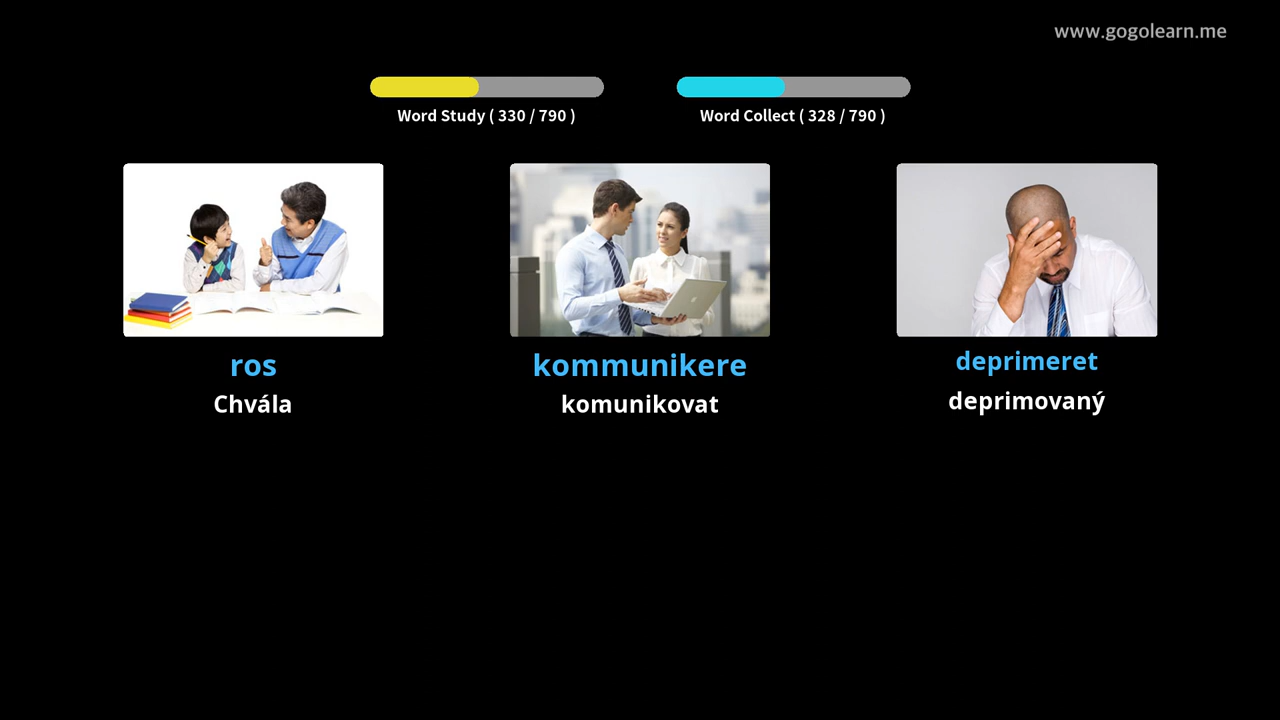 www.gogolearn.me
Word Study ( 330 / 790 )
Word Collect ( 328 / 790 )
ros
Chvála
kommunikere
komunikovat
deprimeret
deprimovaný